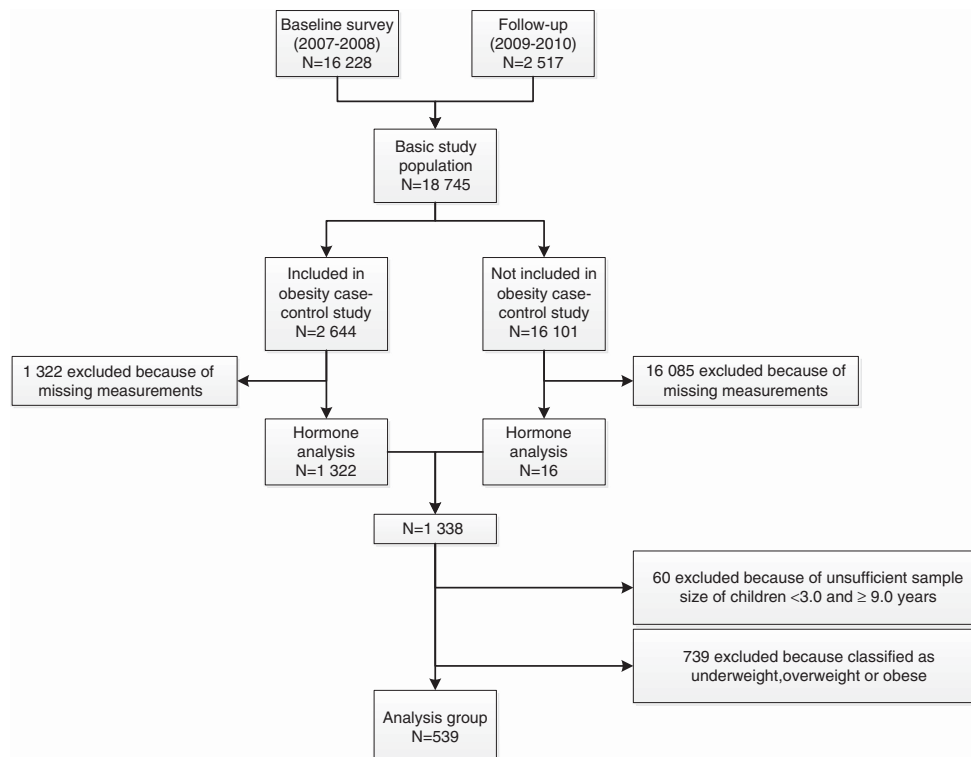 Baseline survey
(2007-2008)
N=16 228
Follow-up
(2009-2010)
N=2 517
Basic study
population
N=18 745
Included in
obesity case-
control study
N=2 644
Not included in
obesity case-
control study
N=16 101
1 322 excluded because of
missing measurements
16 085 excluded because of
missing measurements
Hormone
analysis
N=1 322
Hormone
analysis
N=16
N=1 338
60 excluded because of unsufficient sample
size of children <3.0 and ≥ 9.0 years
739 excluded because classified as
underweight,overweight or obese
Analysis group
N=539